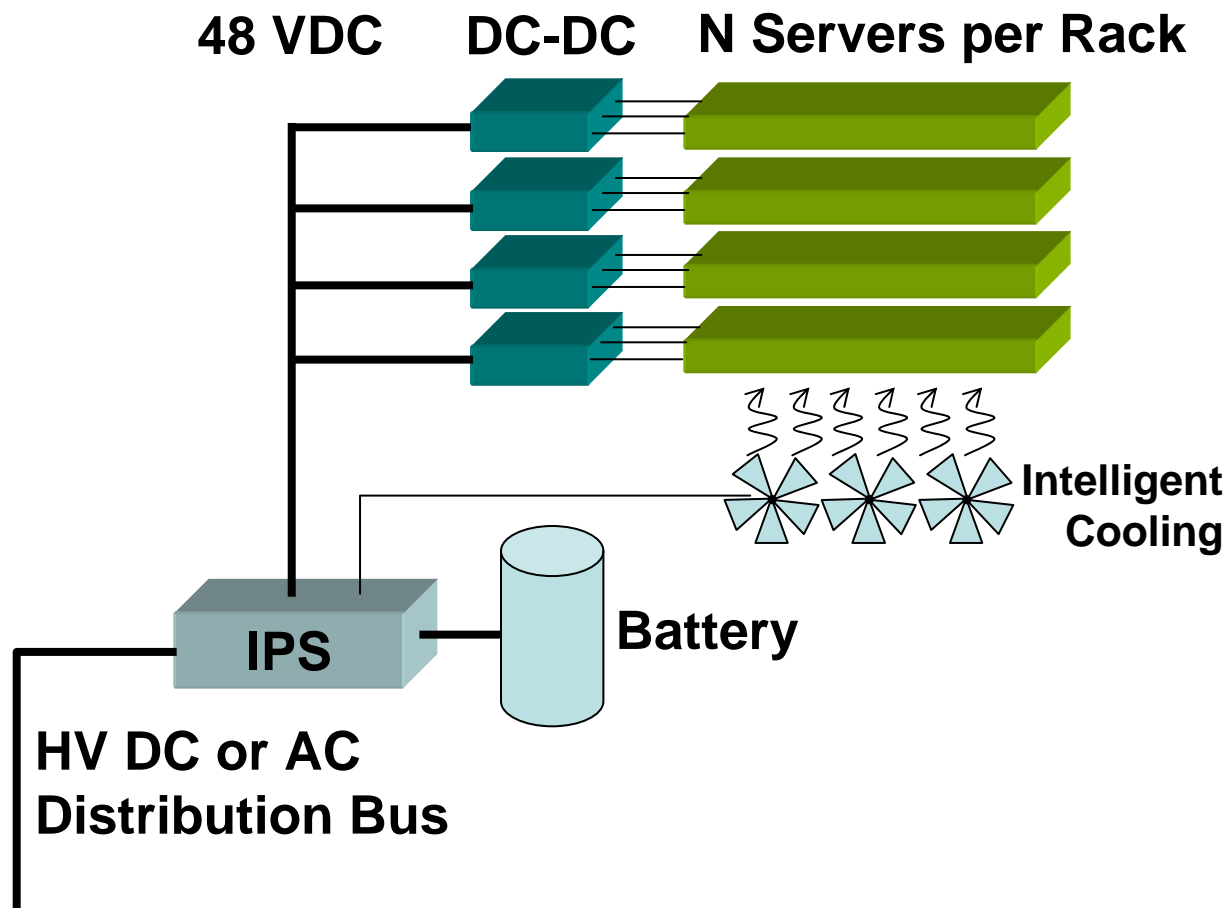 48 VDC
DC-DC
N Servers per Rack
Intelligent
Cooling
Battery
IPS
HV DC or AC
Distribution Bus